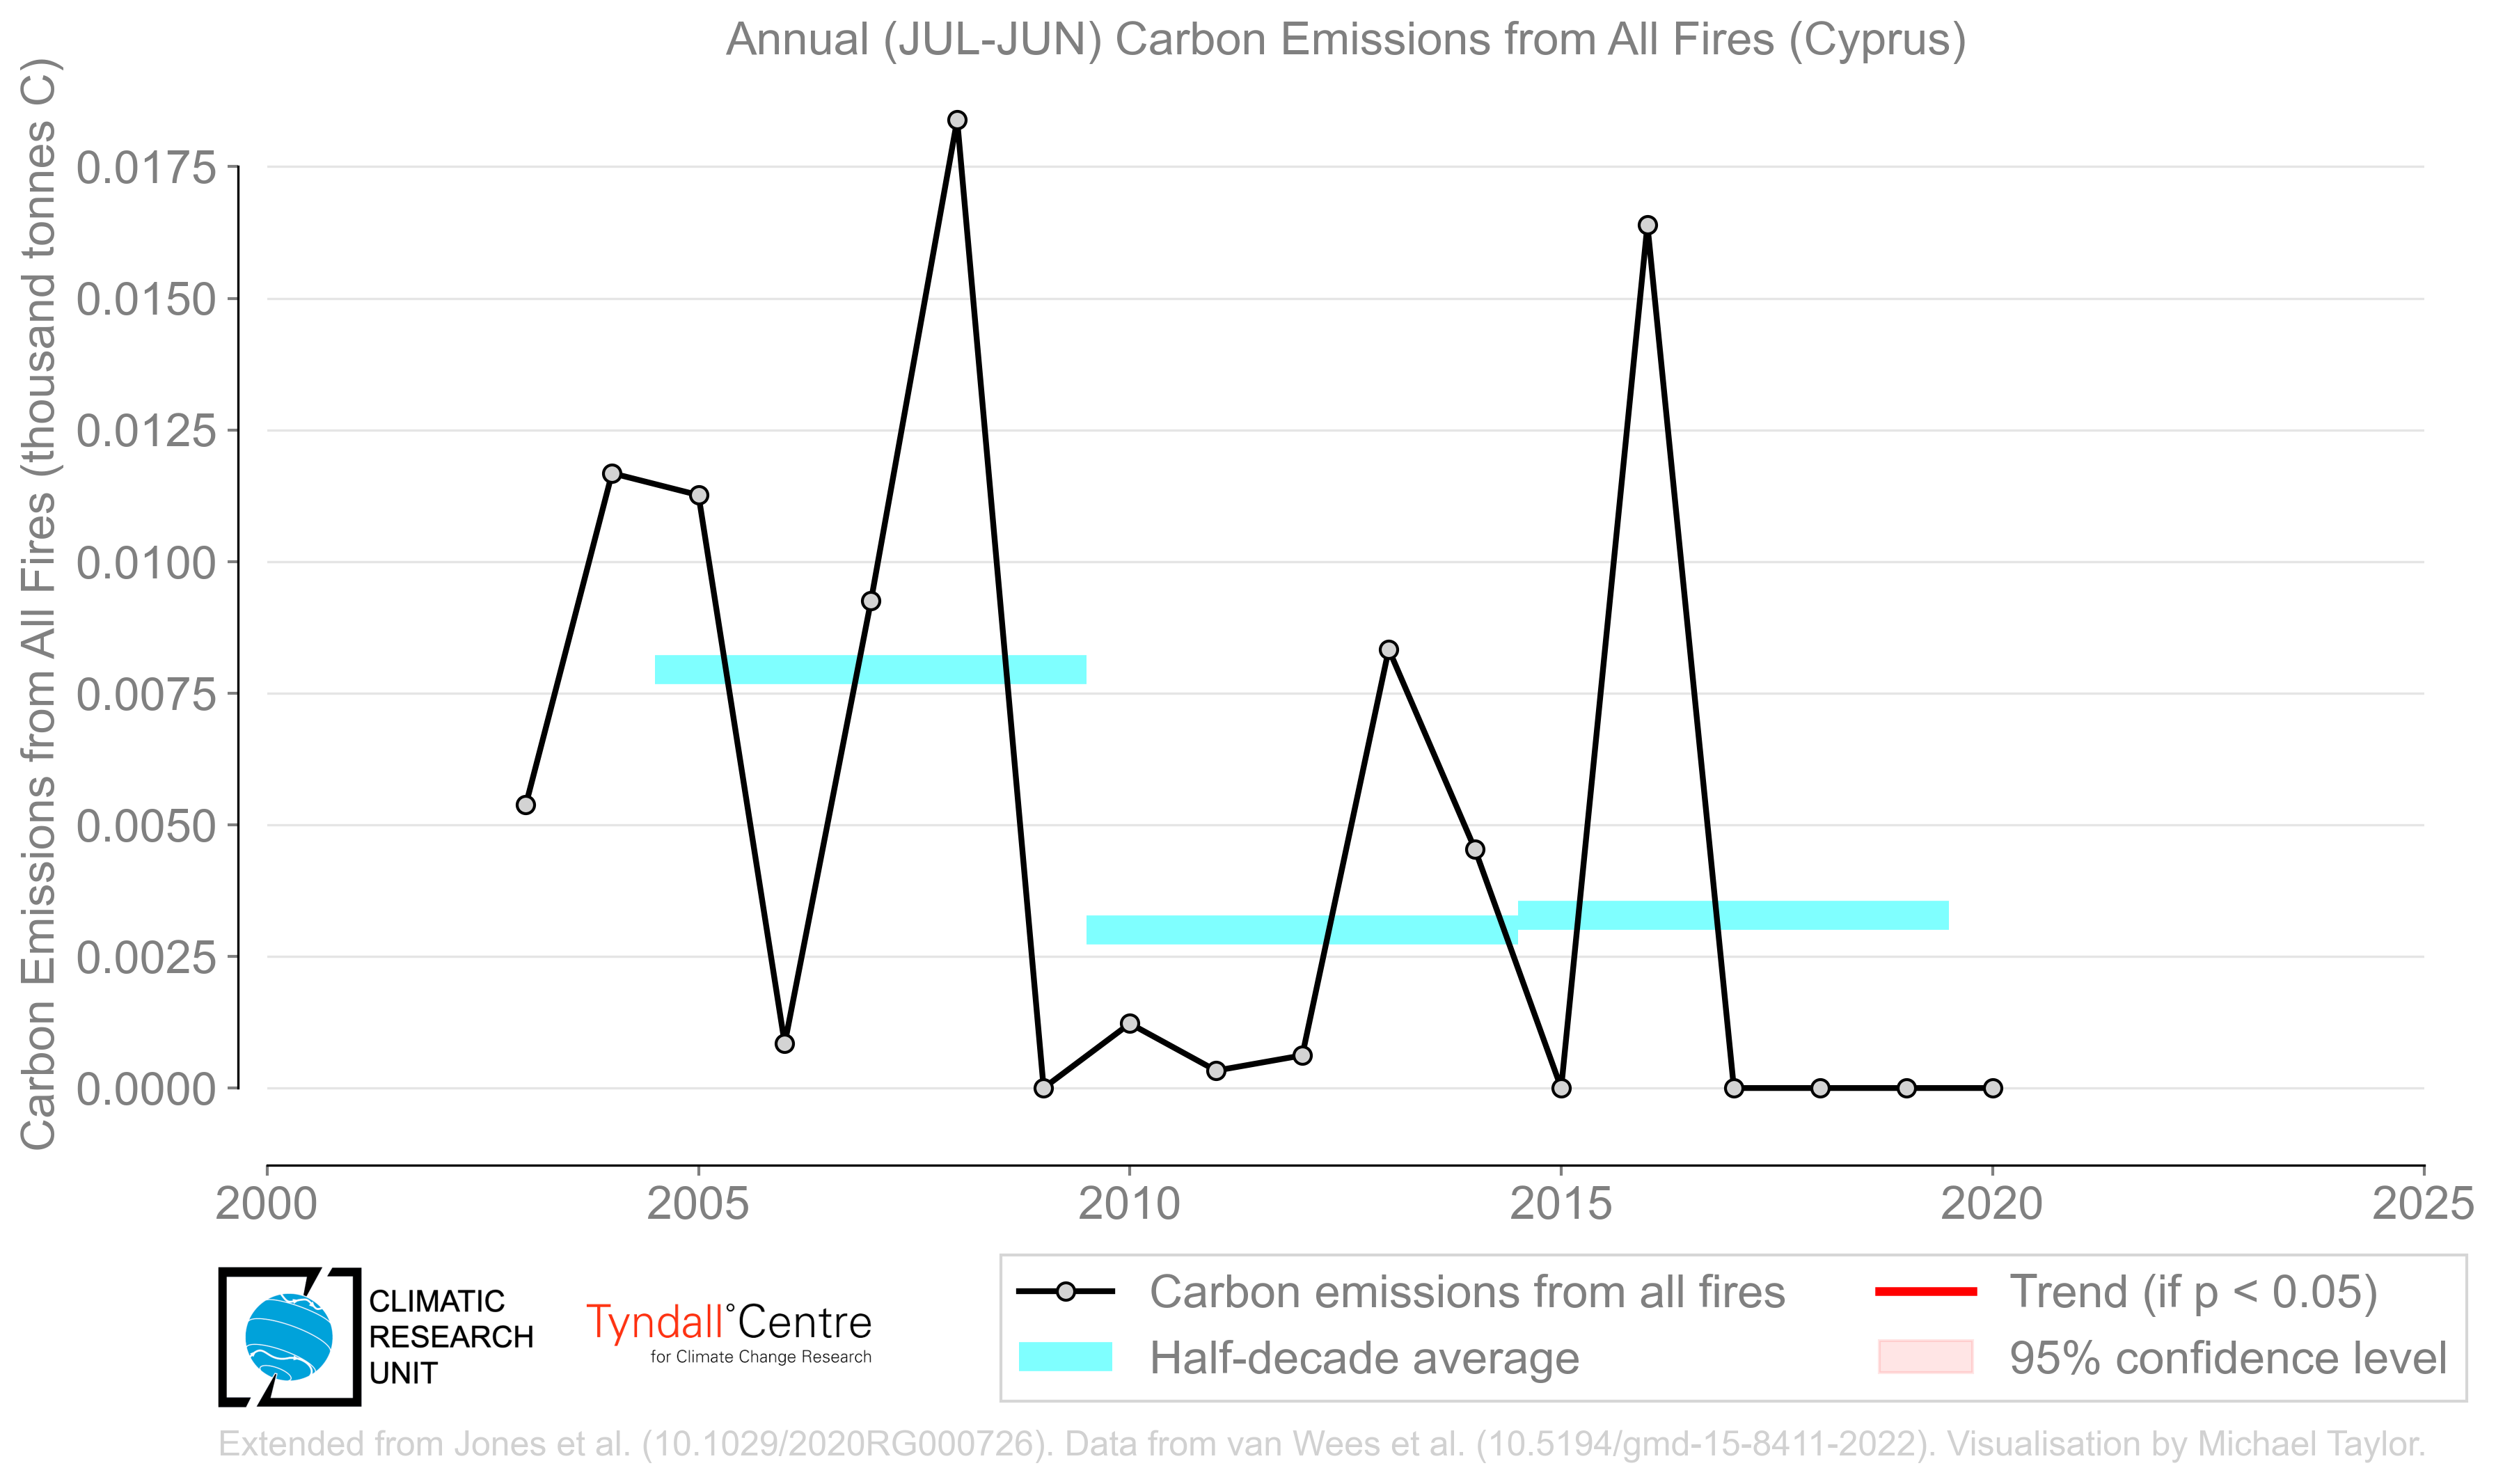 Annual (JUL-JUN) Carbon Emissions from All Fires (Cyprus)
Carbon Emissions from All Fires (thousand tonnes C)
0.0175
0.0150
0.0125
0.0100
0.0075
0.0050
0.0025
0.0000
2000 2005 2010 2015 2020 2025
CLIMATIC
RESEARCH
UNIT
Tyndall°Centre
for Climate Change Research
Carbon emissions from all fires
Half-decade average
Trend (if p < 0.05)
95% confidence level
Extended from Jones et al. (10.1029/2020RG000726). Data from van Wees et al. (10.5194/gmd-15-8411-2022). Visualisation by Michael Taylor.